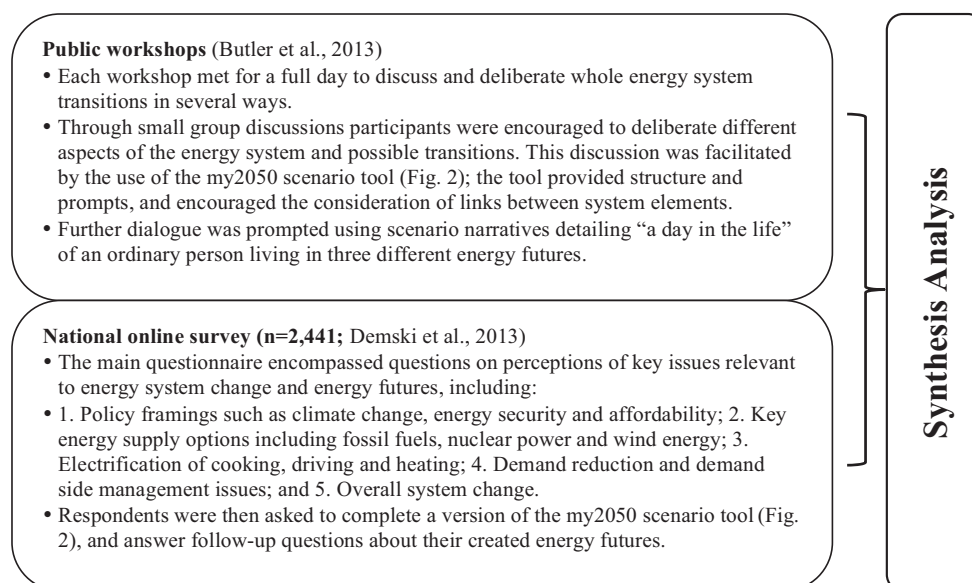 Public workshops (Butler et al., 2013)
• Each workshop met for a full day to discuss and deliberate whole energy system
transitions in several ways.
• Through small group discussions participants were encouraged to deliberate different
aspects of the energy system and possible transitions. This discussion was facilitated
by the use of the my2050 scenario tool (Fig. 2); the tool provided structure and
prompts, and encouraged the consideration of links between system elements.
• Further dialogue was prompted using scenario narratives detailing “a day in the life”
of an ordinary person living in three different energy futures.
National online survey (n=2,441; Demski et al., 2013)
• The main questionnaire encompassed questions on perceptions of key issues relevant
to energy system change and energy futures, including:
• 1. Policy framings such as climate change, energy security and affordability; 2. Key
energy supply options including fossil fuels, nuclear power and wind energy; 3.
Electrification of cooking, driving and heating; 4. Demand reduction and demand
side management issues; and 5. Overall system change.
• Respondents were then asked to complete a version of the my2050 scenario tool (Fig.
2), and answer follow-up questions about their created energy futures.
Synthesis Analysis